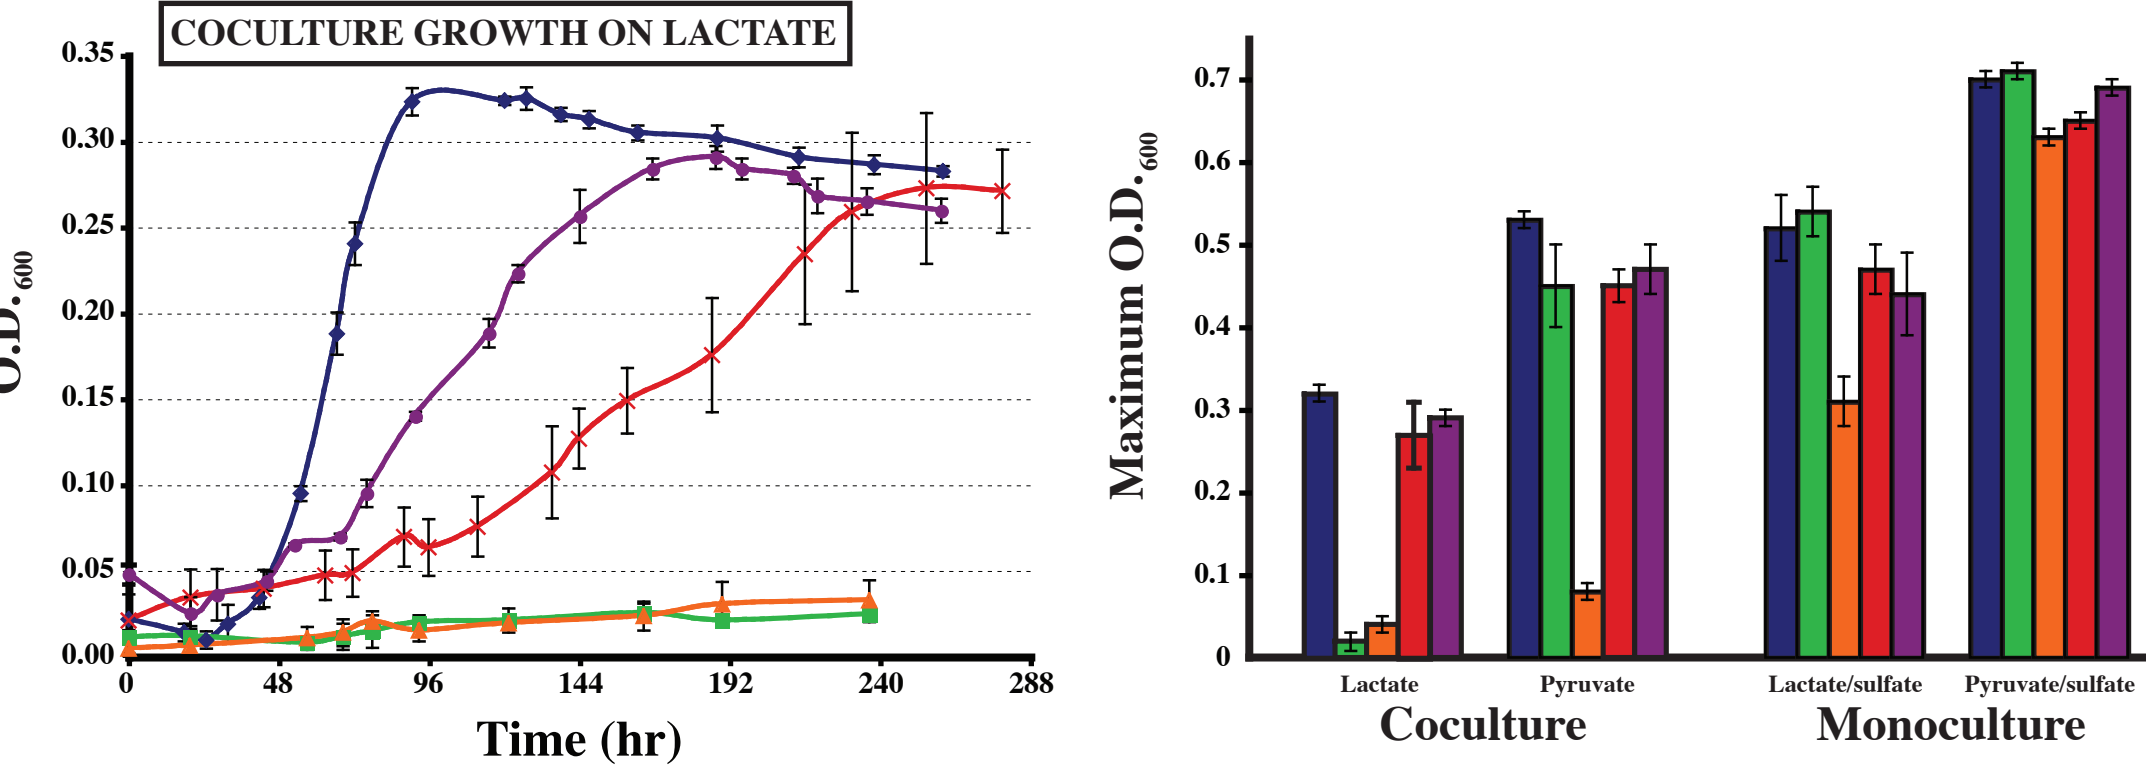 COCULTURE GROWTH ON LACTATE
0.35
0.30
0.25
0.20
0.15
0.10
0.05
0.00
O.D.600
0 48 96 144 192 240 288
Time (hr)
Maximum O.D.600
0.7
0.6
0.5
0.4
0.3
0.2
0.1
0
Lactate Pyruvate Lactate/sulfate Pyruvate/sulfate
Coculture Monoculture